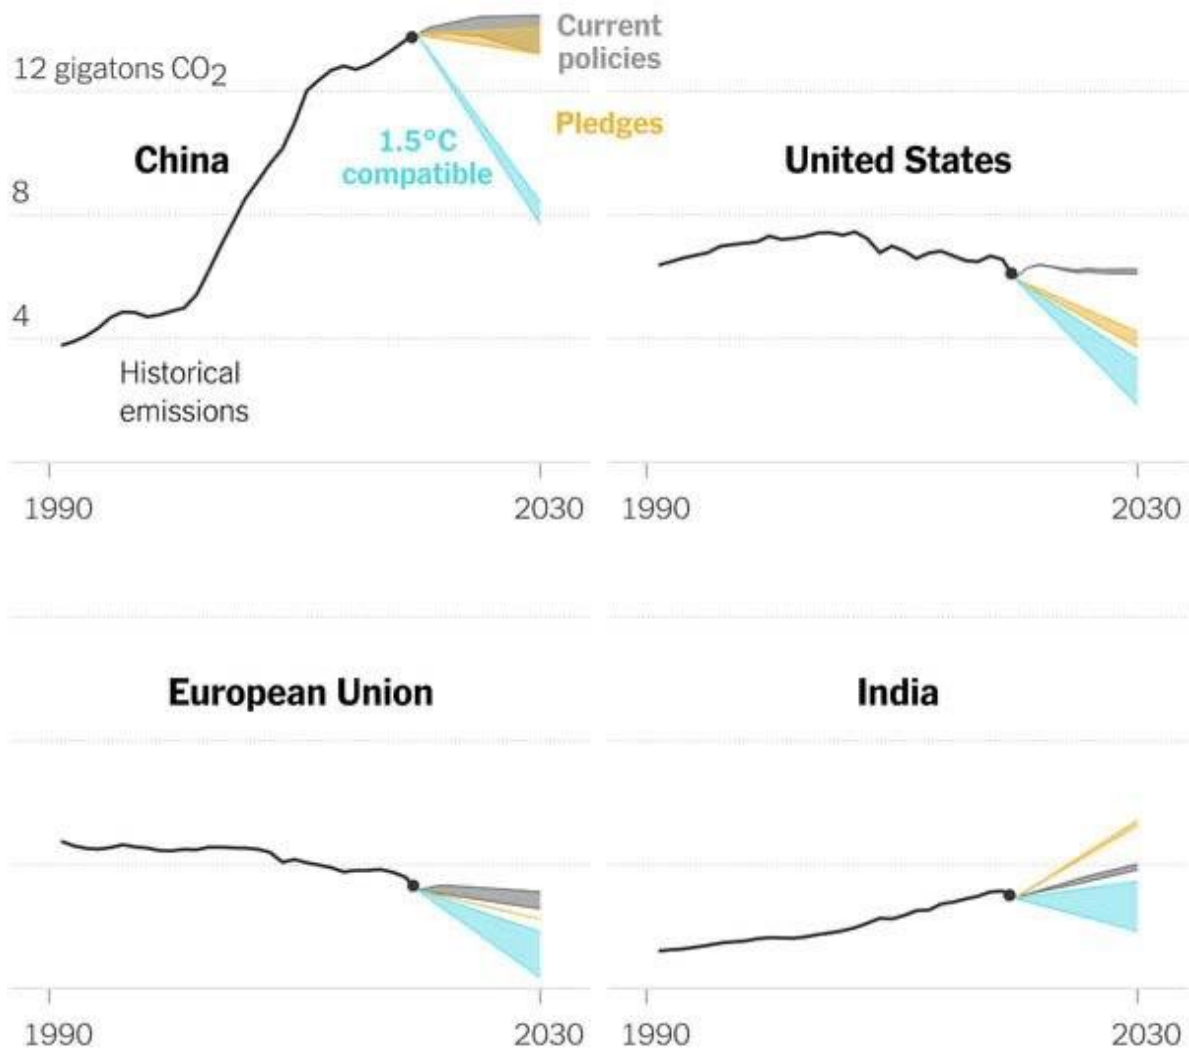 Current
policies
12 gigatons CO2
Pledges
1.5°C
compatible
China
United States
8
4
Historical
emissions
1990
2030
1990
2030
European Union
India
1990
2030
1990
2030